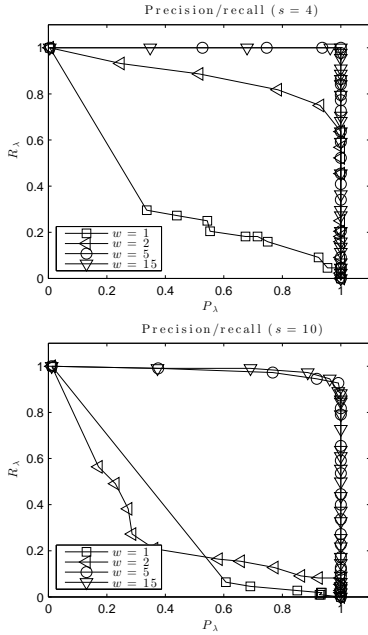 Precision/recall (s = 4)
1
0.8
0.6
0.4
0.2
0
R_λ
w = 1
w = 2
w = 5
w = 15
0 0.2 0.4 0.6 0.8 1
P_λ
Precision/recall (s = 10)
1
0.8
0.6
0.4
0.2
0
R_λ
w = 1
w = 2
w = 5
w = 15
0 0.2 0.4 0.6 0.8 1
P_λ